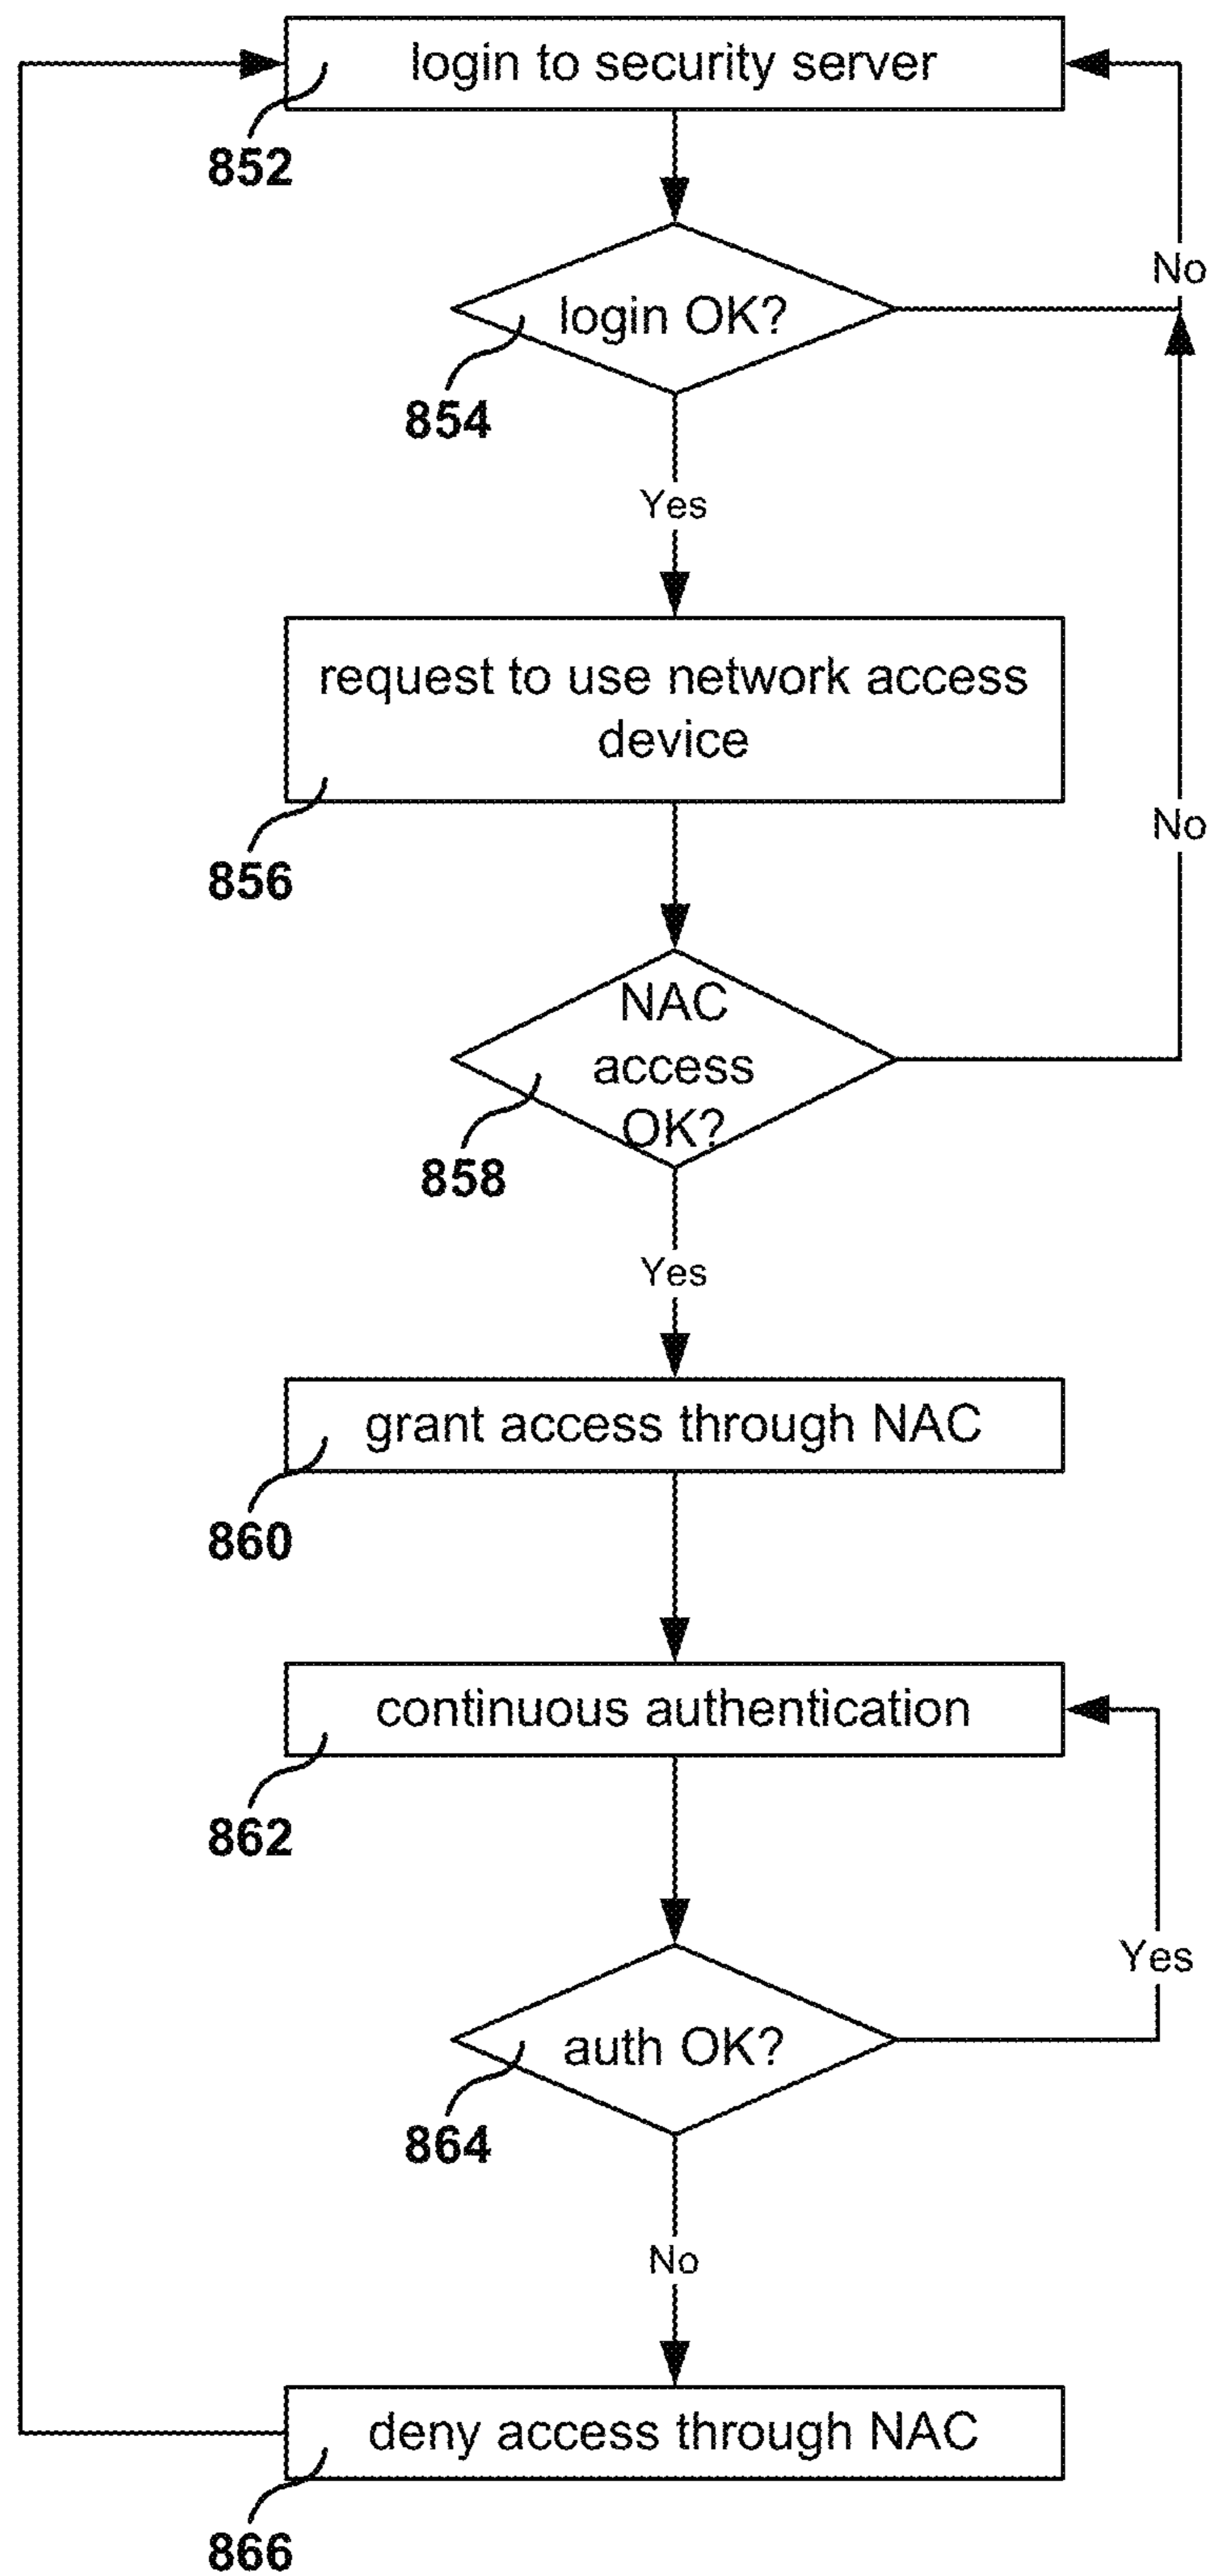 login to security server
852
No
login OK?
854
Yes
request to use network access
device
No
856
NAC
access
OK?
858
Yes
grant access through NAC
860
continuous authentication
862
Yes
auth OK?
864
No
deny access through NAC
866